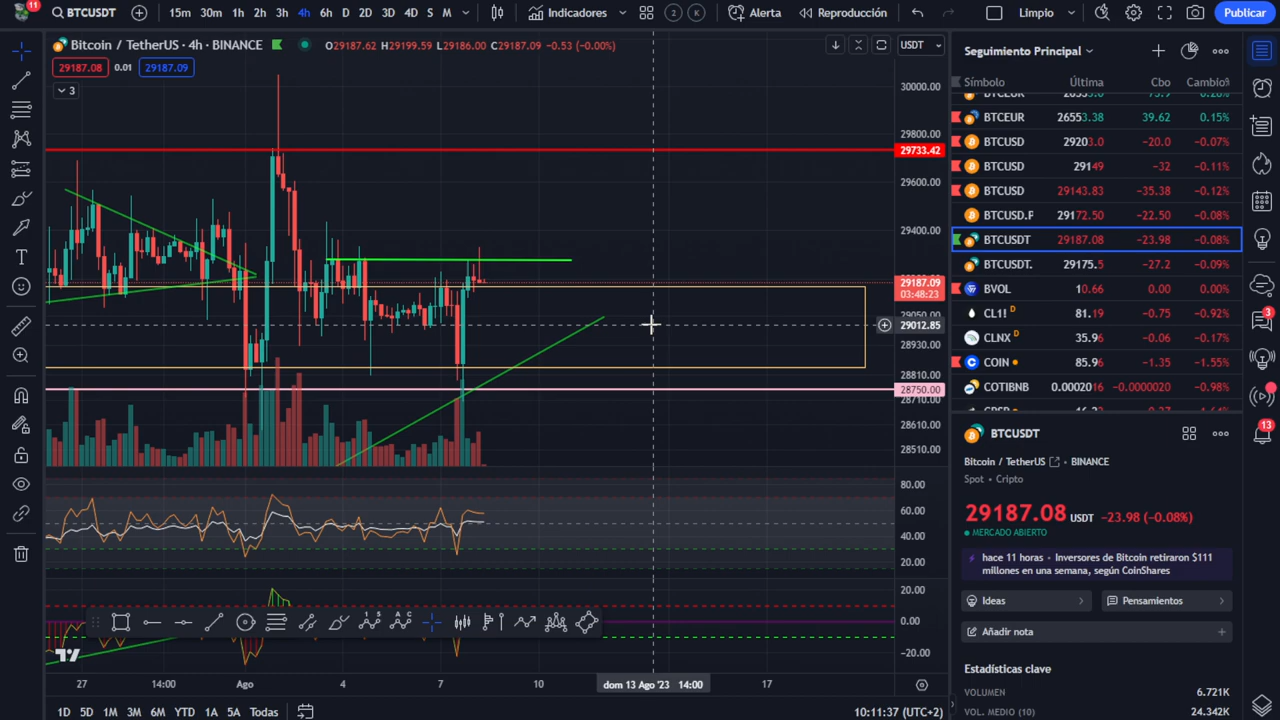 11
BTCUSDT
15m 30m 1h 2h 3h 4h 6h D 2D 3D 4D S M
Indicadores
2 K
Alerta
Reproducción
Limpio
Publicar
Bitcoin / TetherUS · 4h · BINANCE
O29187.62 H29199.59 L29186.00 C29187.09 -0.53 (-0.00%)
USDT
29187.08 0.01 29187.09
3
30000.00
29800.00
29733.42
29600.00
29400.00
29187.09
03:48:23
29012.85
28930.00
28810.00
28750.00
28710.00
28610.00
28510.00
80.00
60.00
40.00
20.00
20.00
0.00
-20.00
27 14:00 Ago 4 7 10 dom 13 Ago '23 14:00 17
1D 5D 1M 3M 6M YTD 1A 5A Todas
10:11:37 (UTC+2)
Seguimiento Principal
Símbolo Última Cbo Cambio%
BTCEUR 26553.38 39.62 0.15%
BTCUSD 29203.0 -20.0 -0.07%
BTCUSD 29149 -32 -0.11%
BTCUSD 29143.83 -35.38 -0.12%
BTCUSD.P 29172.50 -22.50 -0.08%
BTCUSDT 29187.08 -23.98 -0.08%
BTCUSDT. 29175.5 -27.2 -0.09%
BVOL 10.66 0.00 0.00%
CL1! D 81.19 -0.75 -0.92%
CLNX D 35.96 -0.06 -0.17%
COIN 85.96 -1.35 -1.55%
COTIBNB 0.00002016 -0.0000020 -0.98%
BTCUSDT
Bitcoin / TetherUS · BINANCE
Spot · Cripto
29187.08 USDT -23.98 (-0.08%)
MERCADO ABIERTO
hace 11 horas · Inversores de Bitcoin retiraron $111
millones en una semana, según CoinShares
Ideas
Pensamientos
Añadir nota
Estadísticas clave
VOLUMEN 6.721K
VOL. MEDIO (10) 24.342K
3
13